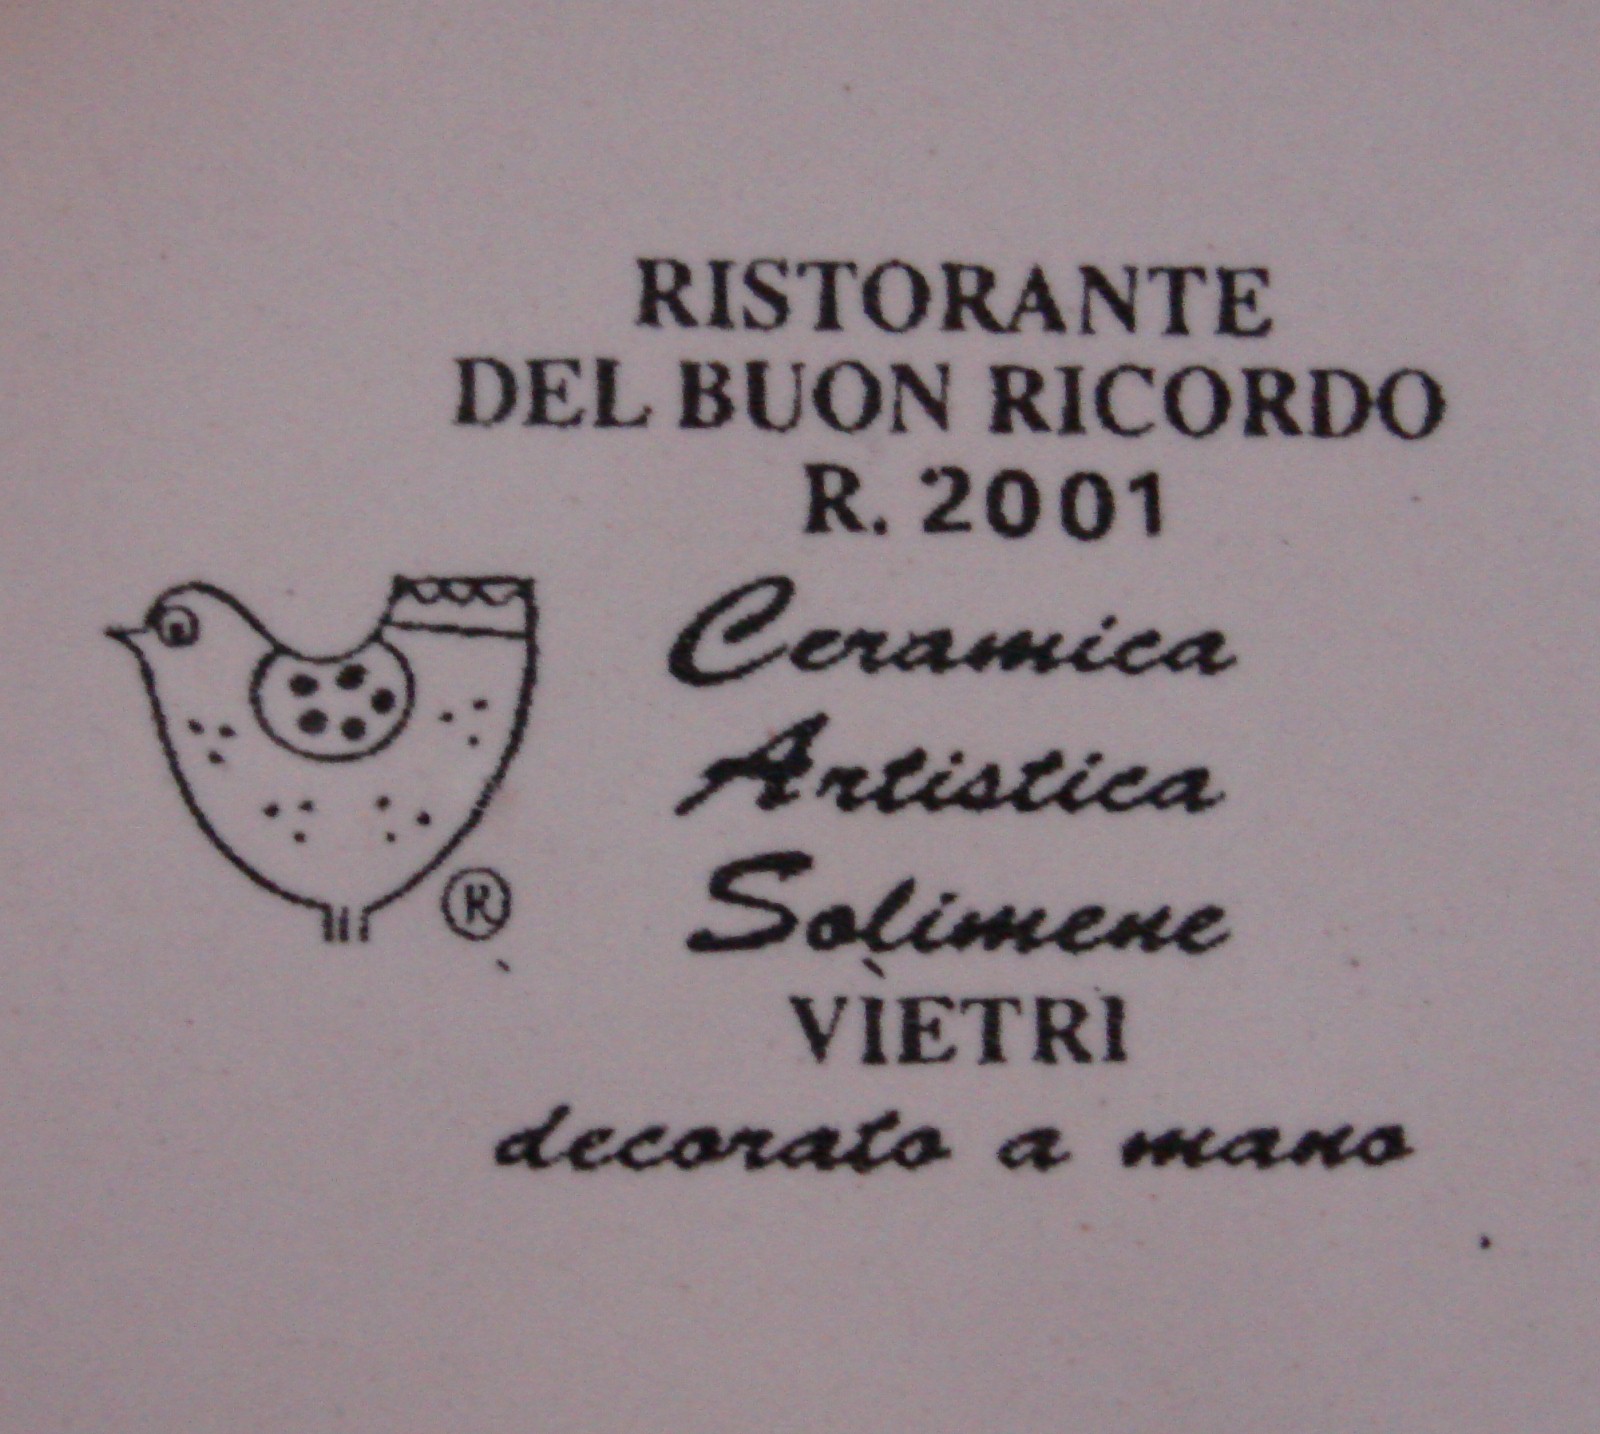 RISTORANTE
DEL BUON RICORDO
R. 2001
Ceramica
Artistica
Solimene
VIETRI
decorato a mano
®